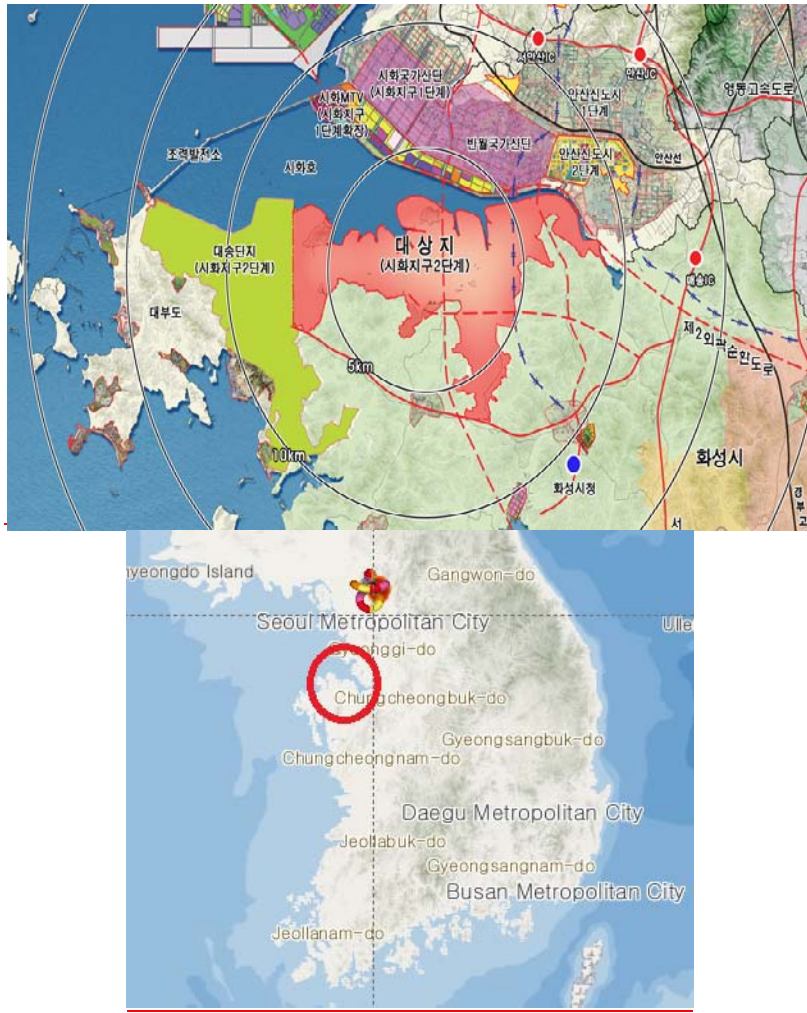 서안산IC
안산JC
영동고속도로
시화국가산단
(시화지구1단계)
시화MTV
(시화지구
1단계확장)
안산신도시
1단계
반월국가산단
안산선
안산신도시
2단계
조력발전소
시화호
대상지
(시화지구2단계)
대송단지
(시화지구2단계)
매송IC
대부도
제2외곽순환도로
5km
10km
화성시
화성시청
서
경
부
고
nyeongdo Island
Gangwon-do
Seoul Metropolitan City
Ulle
Gyeonggi-do
Chungcheongbuk-do
Gyeongsangbuk-do
Chungcheongnam-do
Daegu Metropolitan City
Jeollabuk-do
Gyeongsangnam-do
Busan Metropolitan City
Jeollanam-do